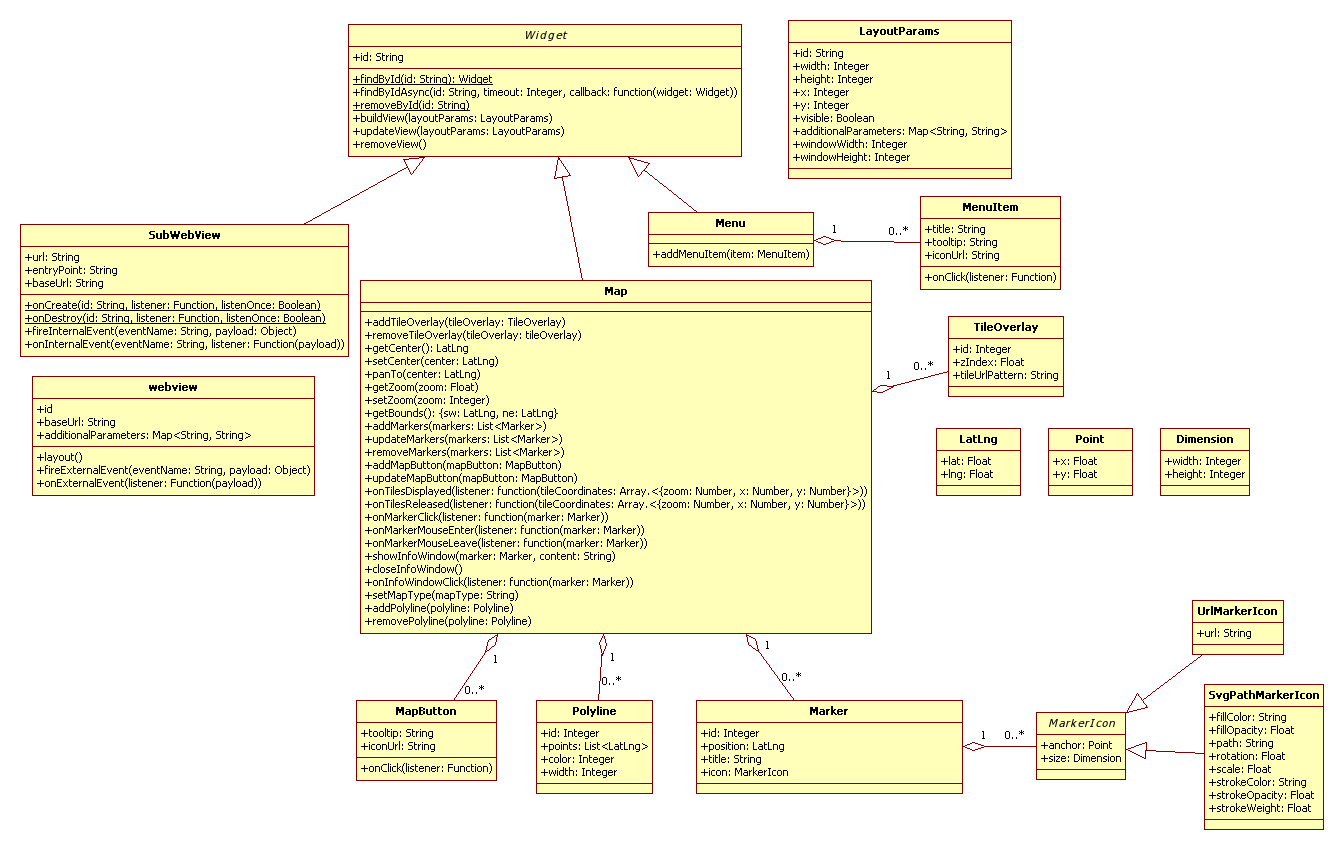 Widget
+id: String
+findById(id: String): Widget
+findByIdAsync(id: String, timeout: Integer, callback: function(widget: Widget))
+removeById(id: String)
+buildView(layoutParams: LayoutParams)
+updateView(layoutParams: LayoutParams)
+removeView()
LayoutParams
+id: String
+width: Integer
+height: Integer
+x: Integer
+y: Integer
+visible: Boolean
+additionalParameters: Map<String, String>
+windowWidth: Integer
+windowHeight: Integer
SubWebView
+url: String
+entryPoint: String
+baseUrl: String
+onCreate(id: String, listener: Function, listenOnce: Boolean)
+onDestroy(id: String, listener: Function, listenOnce: Boolean)
+fireInternalEvent(eventName: String, payload: Object)
+onInternalEvent(eventName: String, listener: Function(payload))
Menu
+addMenuItem(item: MenuItem)
1
0..*
MenuItem
+title: String
+tooltip: String
+iconUrl: String
+onClick(listener: Function)
webview
+id
+baseUrl: String
+additionalParameters: Map<String, String>
+layout()
+fireExternalEvent(eventName: String, payload: Object)
+onExternalEvent(listener: Function(payload))
Map
+addTileOverlay(tileOverlay: TileOverlay)
+removeTileOverlay(tileOverlay: tileOverlay)
+getCenter(): LatLng
+setCenter(center: LatLng)
+panTo(center: LatLng)
+getZoom(zoom: Float)
+setZoom(zoom: Integer)
+getBounds(): {sw: LatLng, ne: LatLng}
+addMarkers(markers: List<Marker>)
+updateMarkers(markers: List<Marker>)
+removeMarkers(markers: List<Marker>)
+addMapButton(mapButton: MapButton)
+updateMapButton(mapButton: MapButton)
+onTilesDisplayed(listener: function(tileCoordinates: Array.<{zoom: Number, x: Number, y: Number}>))
+onTilesReleased(listener: function(tileCoordinates: Array.<{zoom: Number, x: Number, y: Number}>))
+onMarkerClick(listener: function(marker: Marker))
+onMarkerMouseEnter(listener: function(marker: Marker))
+onMarkerMouseLeave(listener: function(marker: Marker))
+showInfoWindow(marker: Marker, content: String)
+closeInfoWindow()
+onInfoWindowClick(listener: function(marker: Marker))
+setMapType(mapType: String)
+addPolyline(polyline: Polyline)
+removePolyline(polyline: Polyline)
1
0..*
TileOverlay
+id: Integer
+zIndex: Float
+tileUrlPattern: String
LatLng
+lat: Float
+lng: Float
Point
+x: Float
+y: Float
Dimension
+width: Integer
+height: Integer
1
0..*
1
0..*
1
0..*
MapButton
+tooltip: String
+iconUrl: String
+onClick(listener: Function)
Polyline
+id: Integer
+points: List<LatLng>
+color: Integer
+width: Integer
Marker
+id: Integer
+position: LatLng
+title: String
+icon: MarkerIcon
1
0..*
MarkerIcon
+anchor: Point
+size: Dimension
UrlMarkerIcon
+url: String
SvgPathMarkerIcon
+fillColor: String
+fillOpacity: Float
+path: String
+rotation: Float
+scale: Float
+strokeColor: String
+strokeOpacity: Float
+strokeWeight: Float